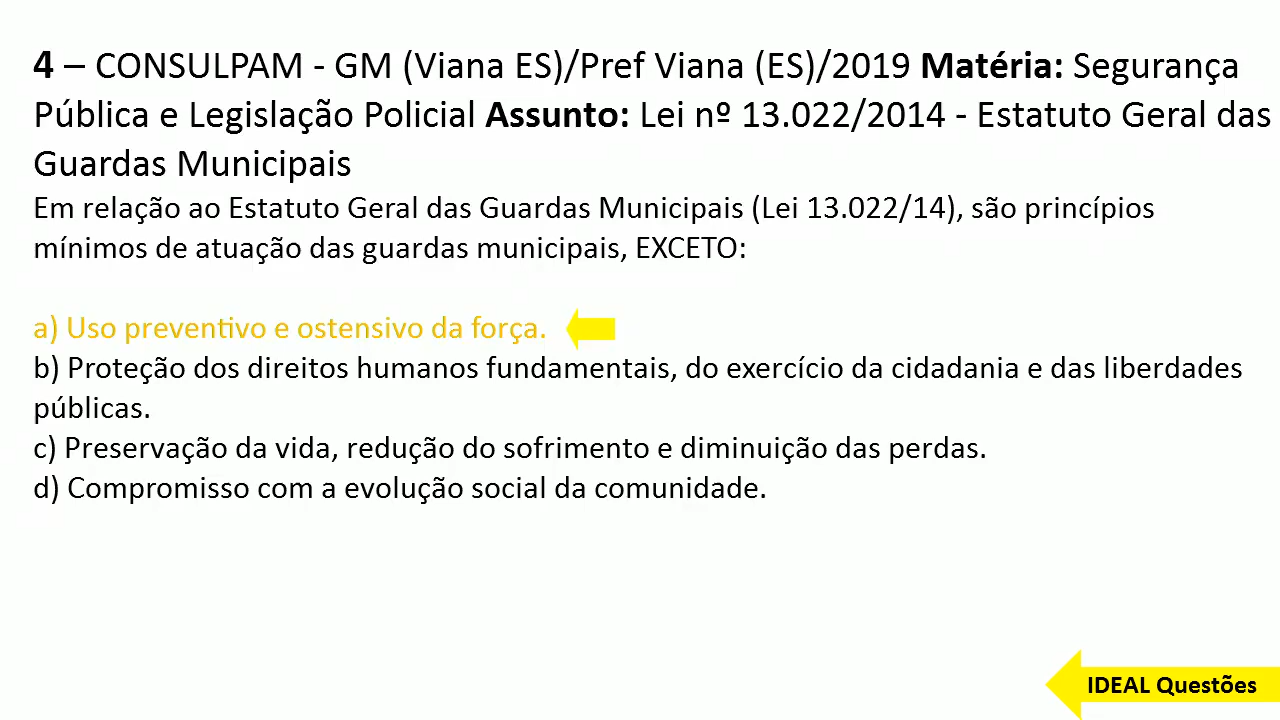 4 – CONSULPAM - GM (Viana ES)/Pref Viana (ES)/2019 Matéria: Segurança
Pública e Legislação Policial Assunto: Lei nº 13.022/2014 - Estatuto Geral das
Guardas Municipais
Em relação ao Estatuto Geral das Guardas Municipais (Lei 13.022/14), são princípios
mínimos de atuação das guardas municipais, EXCETO:
a) Uso preventivo e ostensivo da força.
b) Proteção dos direitos humanos fundamentais, do exercício da cidadania e das liberdades
públicas.
c) Preservação da vida, redução do sofrimento e diminuição das perdas.
d) Compromisso com a evolução social da comunidade.
IDEAL Questões